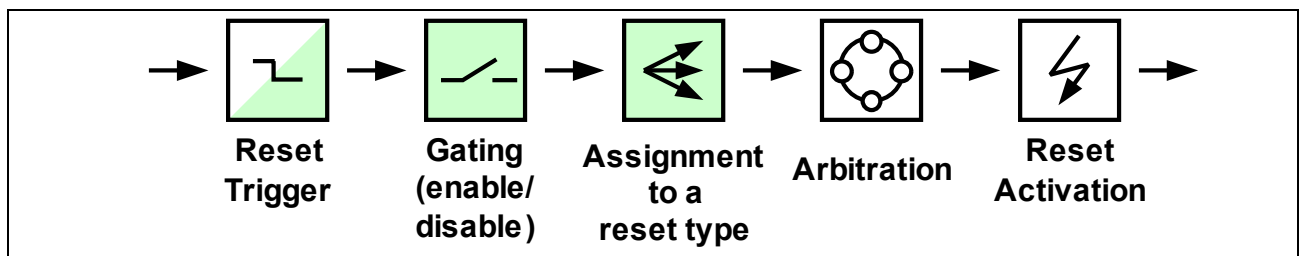 Reset
Trigger
Gating
(enable/
disable)
Assignment
to a
reset type
Arbitration
Reset
Activation